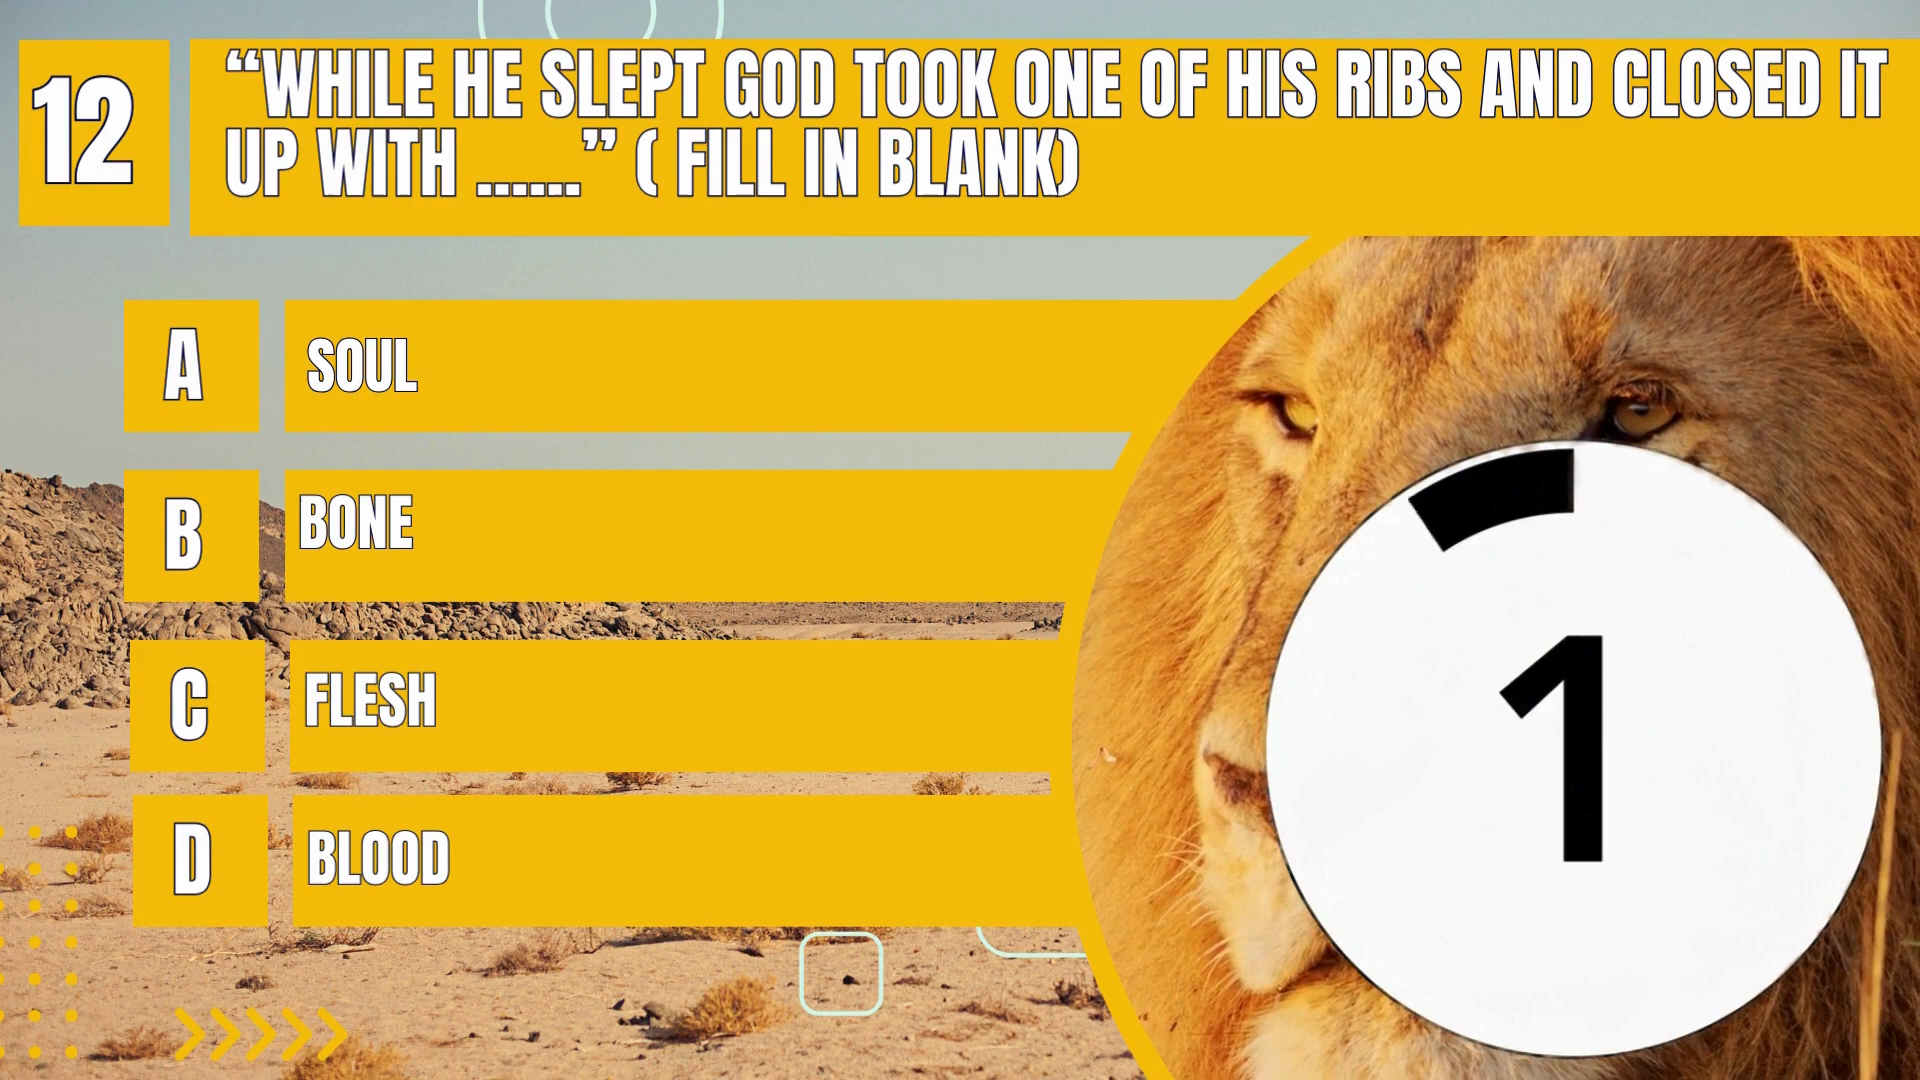 12
“WHILE HE SLEPT GOD TOOK ONE OF HIS RIBS AND CLOSED IT
UP WITH ......” ( FILL IN BLANK)
A
SOUL
B
BONE
C
FLESH
D
BLOOD
1